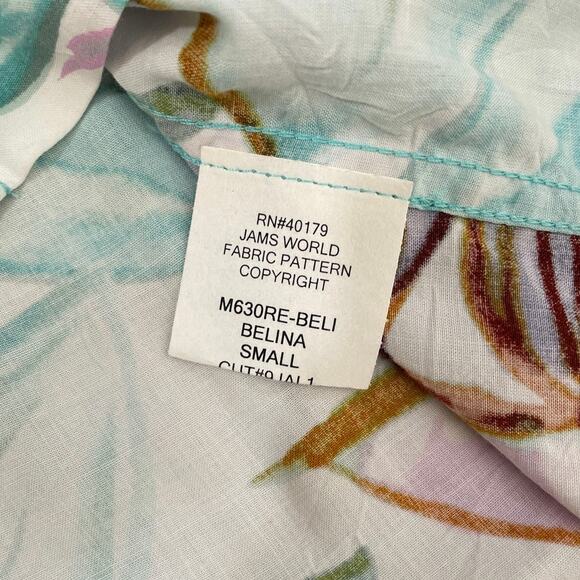 RN#40179
JAMS WORLD
FABRIC PATTERN
COPYRIGHT
M630RE-BELI
BELINA
SMALL